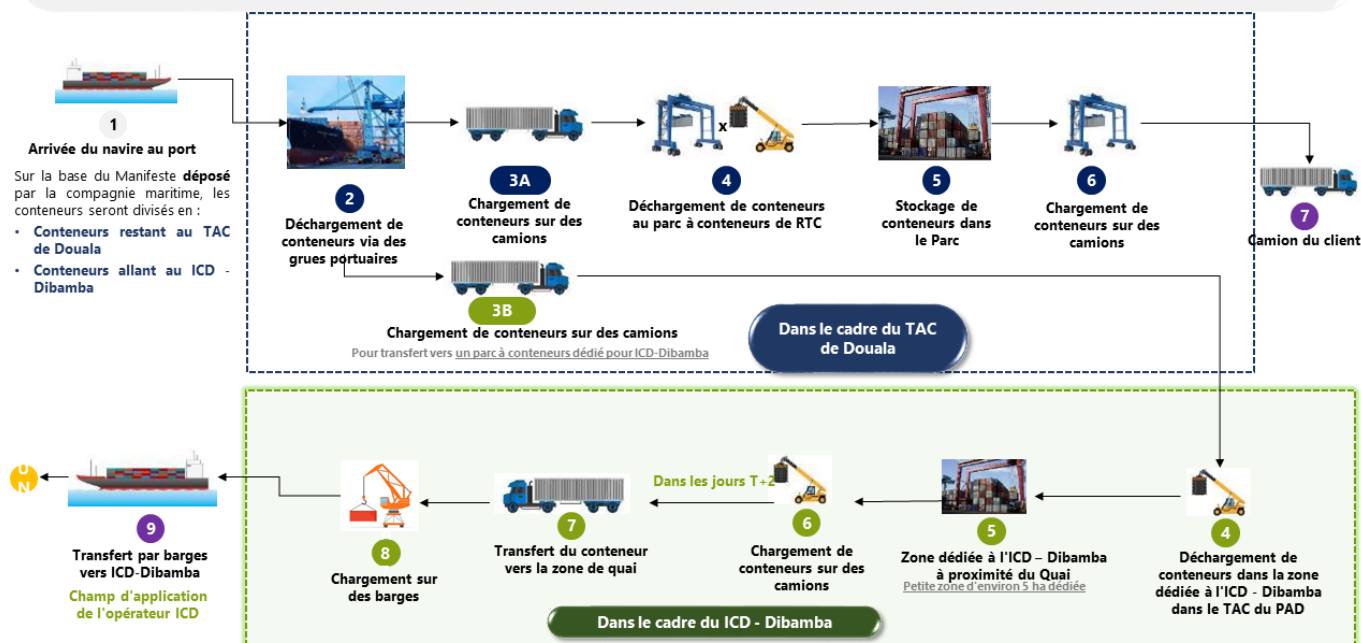 1
Arrivée du navire au port
Sur la base du Manifeste déposé
par la compagnie maritime, les
conteneurs seront divisés en :
• Conteneurs restant au TAC
de Douala
• Conteneurs allant au ICD -
Dibamba
2
Déchargement de
conteneurs via des
grues portuaires
3A
Chargement de
conteneurs sur des
camions
x
4
Déchargement de conteneurs
au parc à conteneurs de RTC
5
Stockage de
conteneurs dans
le Parc
6
Chargement de
conteneurs sur des
camions
7
Camion du client
3B
Chargement de conteneurs sur des camions
Pour transfert vers un parc à conteneurs dédié pour ICD-Dibamba
Dans le cadre du TAC
de Douala
4
Déchargement de
conteneurs dans la zone
dédiée à l'ICD - Dibamba
dans le TAC du PAD
5
Zone dédiée à l'ICD – Dibamba
à proximité du Quai
Petite zone d'environ 5 ha dédiée
6
Chargement de
conteneurs sur des
camions
Dans les jours T+2
7
Transfert du conteneur
vers la zone de quai
8
Chargement sur
des barges
9
Transfert par barges
vers ICD-Dibamba
Champ d'application
de l'opérateur ICD
U
N
Dans le cadre du ICD - Dibamba